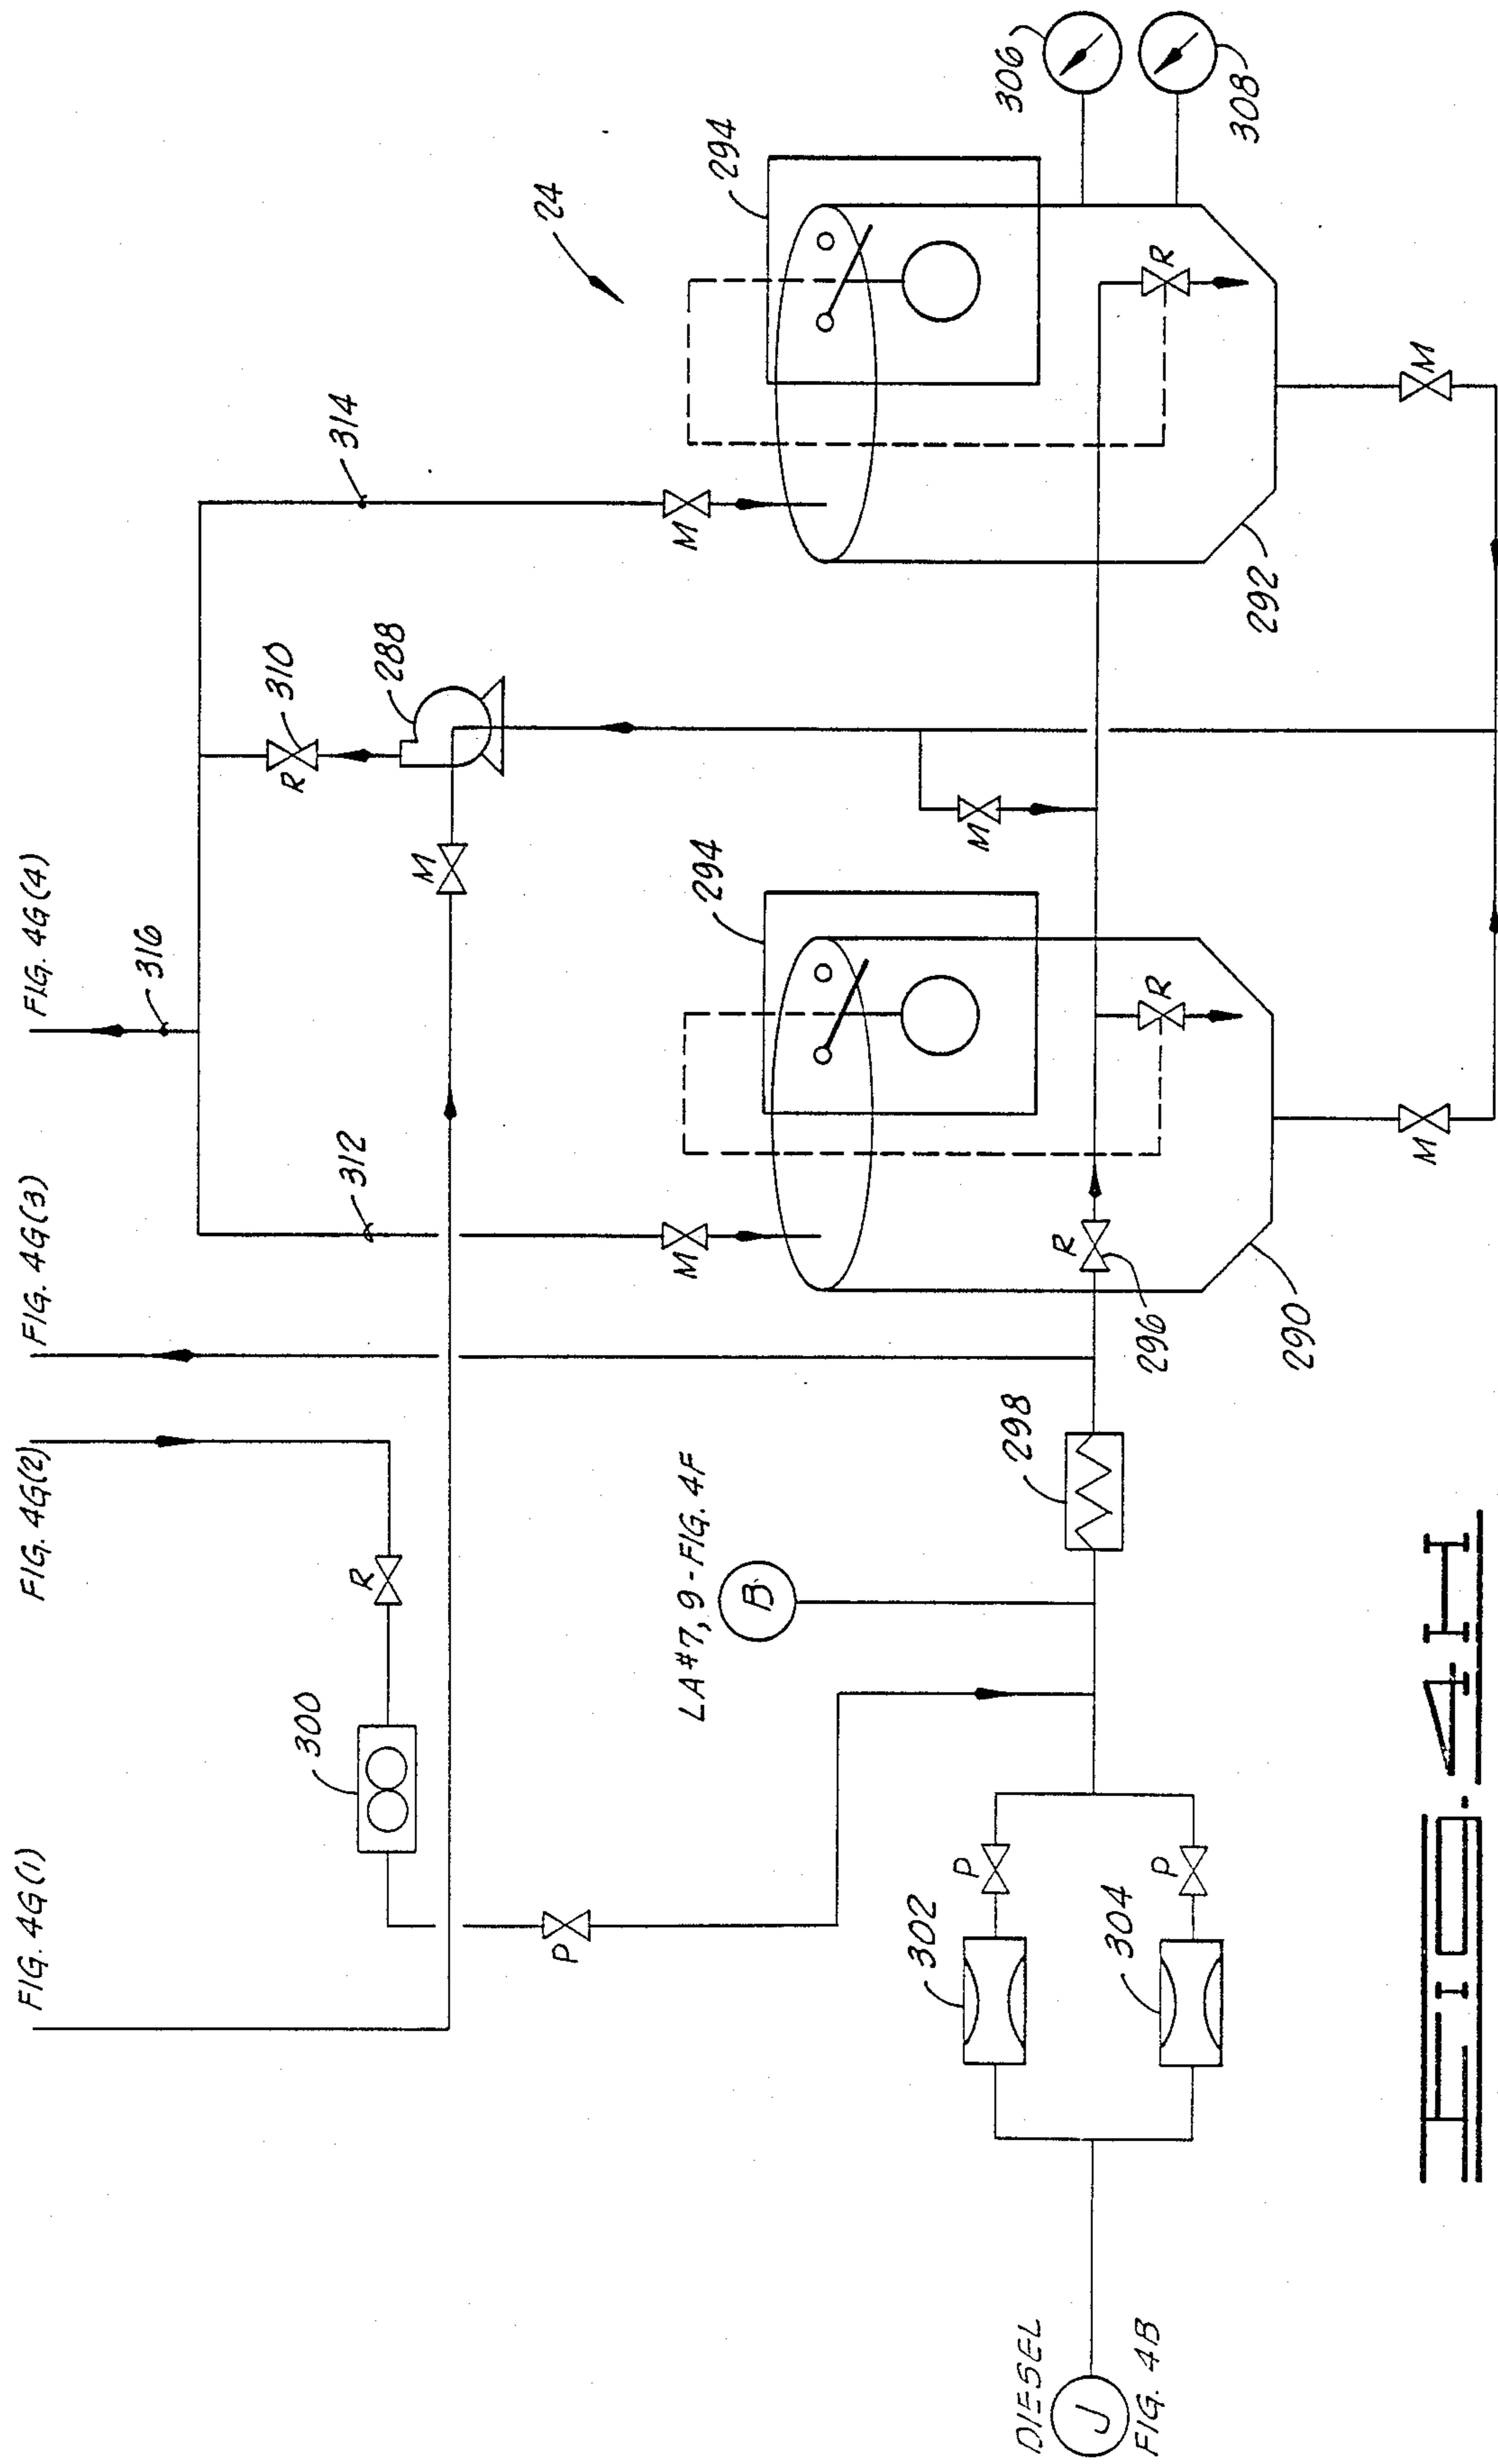 FIG. 4G(1)
FIG. 4G(2)
FIG. 4G(3)
FIG. 4G(4)
316
310
R
300
312
314
R
288
M
24
P
M
M
LA #7, 9 - FIG. 4F
294
294
B
302
P
M
306
298
DIESEL
J
FIG. 4B
R
304
P
296
R
R
308
292
290
M
M
FIG. 4H